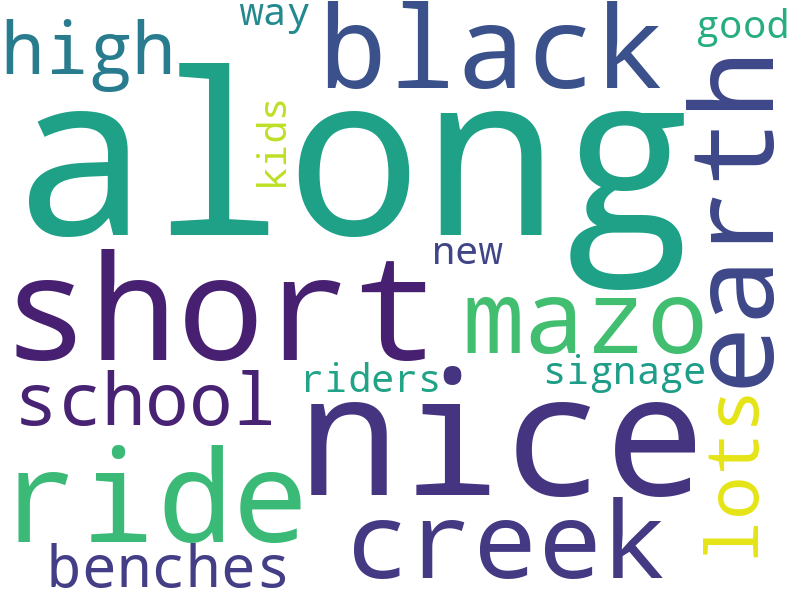 way
good
high
black
along
kids
earth
new
short
mazo
signage
riders
school
nice
lots
ride
creek
benches